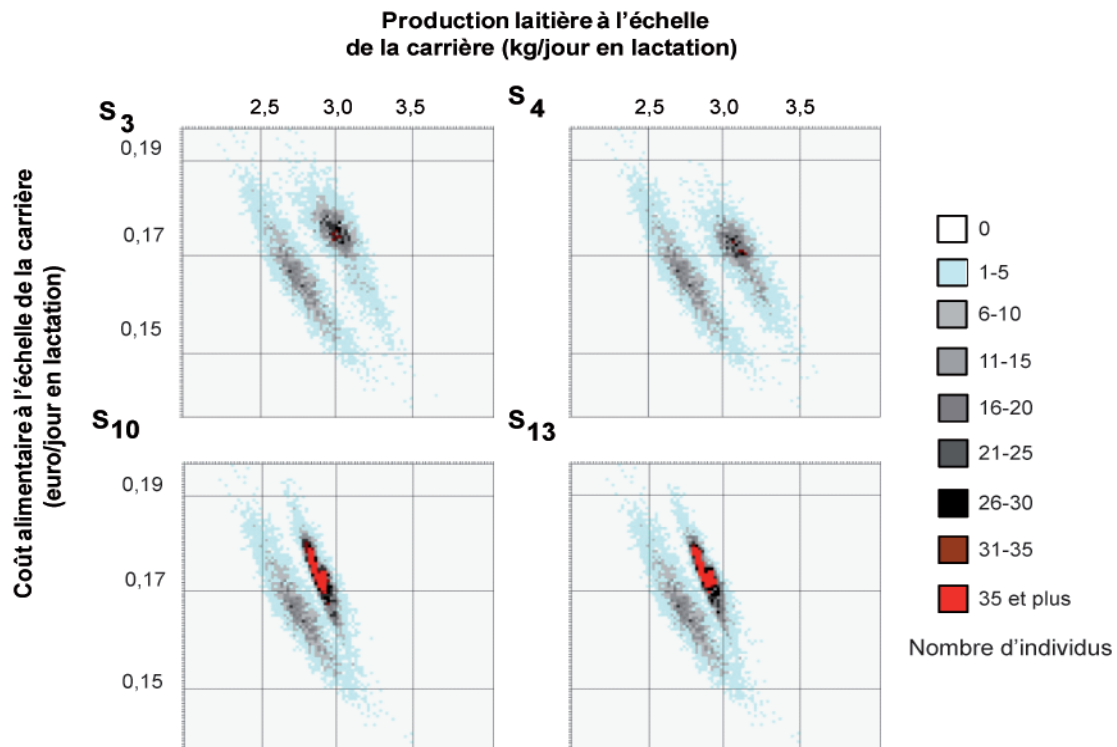 Production laitière à l’échelle
de la carrière (kg/jour en lactation)
S3
2,5 3,0 3,5
S4
2,5 3,0 3,5
Coût alimentaire à l’échelle de la carrière
(euro/jour en lactation)
0,19
0,17
0,15
S10
S13
0,19
0,17
0,15
0
1-5
6-10
11-15
16-20
21-25
26-30
31-35
35 et plus
Nombre d’individus